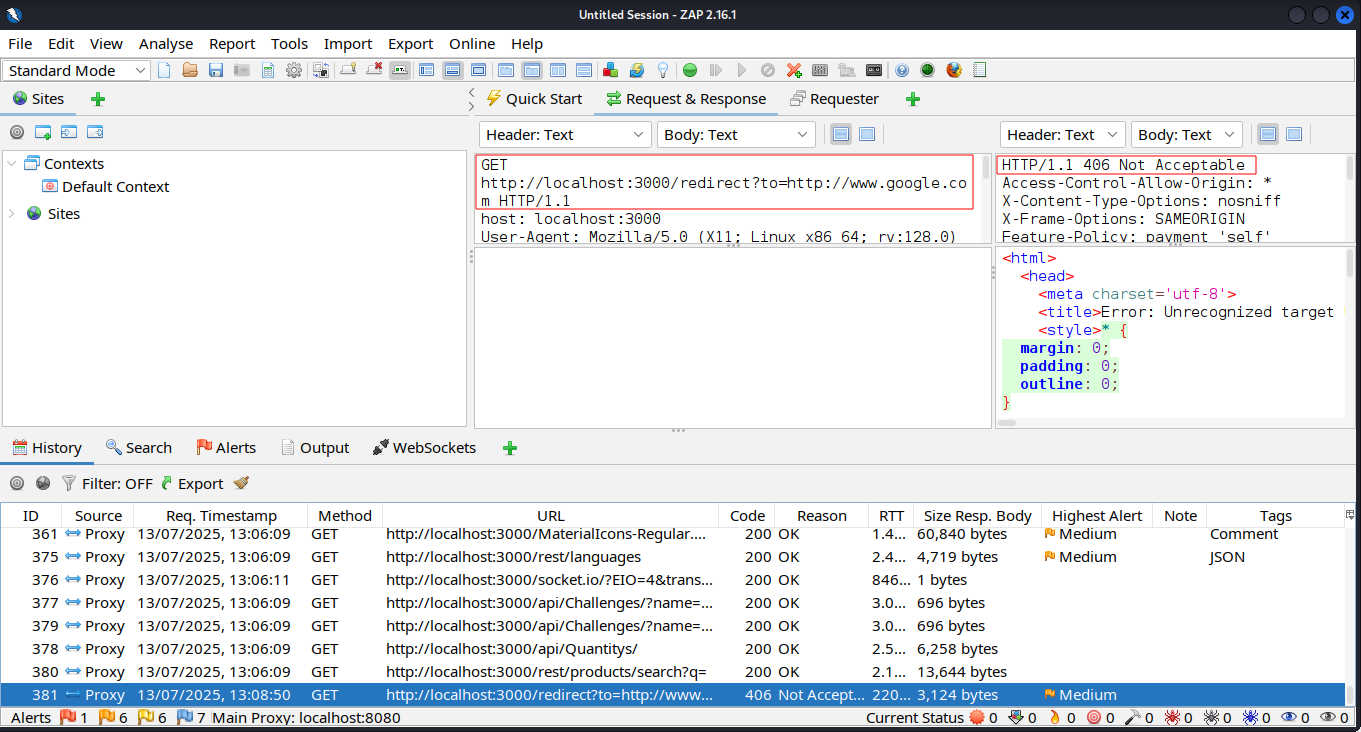 Untitled Session - ZAP 2.16.1
File Edit View Analyse Report Tools Import Export Online Help
Standard Mode
Sites
Quick Start Request & Response Requester
Header: Text Body: Text
Header: Text Body: Text
Contexts
Default Context
Sites
GET
http://localhost:3000/redirect?to=http://www.google.co
m HTTP/1.1
host: localhost:3000
User-Agent: Mozilla/5.0 (X11; Linux x86_64; rv:128.0)
HTTP/1.1 406 Not Acceptable
Access-Control-Allow-Origin: *
X-Content-Type-Options: nosniff
X-Frame-Options: SAMEORIGIN
Feature-Policy: payment 'self'
<html>
<head>
<meta charset='utf-8'>
<title>Error: Unrecognized target
<style>* {
margin: 0;
padding: 0;
outline: 0;
}
History Search Alerts Output WebSockets
Filter: OFF Export
ID Source Req. Timestamp Method URL Code Reason RTT Size Resp. Body Highest Alert Note Tags
361 Proxy 13/07/2025, 13:06:09 GET http://localhost:3000/MaterialIcons-Regular.... 200 OK 1.4... 60,840 bytes Medium Comment
375 Proxy 13/07/2025, 13:06:09 GET http://localhost:3000/rest/languages 200 OK 2.4... 4,719 bytes Medium JSON
376 Proxy 13/07/2025, 13:06:11 GET http://localhost:3000/socket.io/?EIO=4&trans... 200 OK 846... 1 bytes
377 Proxy 13/07/2025, 13:06:09 GET http://localhost:3000/api/Challenges/?name=... 200 OK 3.0... 696 bytes
379 Proxy 13/07/2025, 13:06:09 GET http://localhost:3000/api/Challenges/?name=... 200 OK 3.0... 696 bytes
378 Proxy 13/07/2025, 13:06:09 GET http://localhost:3000/api/Quantitys/ 200 OK 2.5... 6,258 bytes
380 Proxy 13/07/2025, 13:06:09 GET http://localhost:3000/rest/products/search?q= 200 OK 2.1... 13,644 bytes
381 Proxy 13/07/2025, 13:08:50 GET http://localhost:3000/redirect?to=http://www... 406 Not Accept... 220... 3,124 bytes Medium
Alerts 1 6 6 7 Main Proxy: localhost:8080 Current Status 0 0 0 0 0 0 0 0 0 0